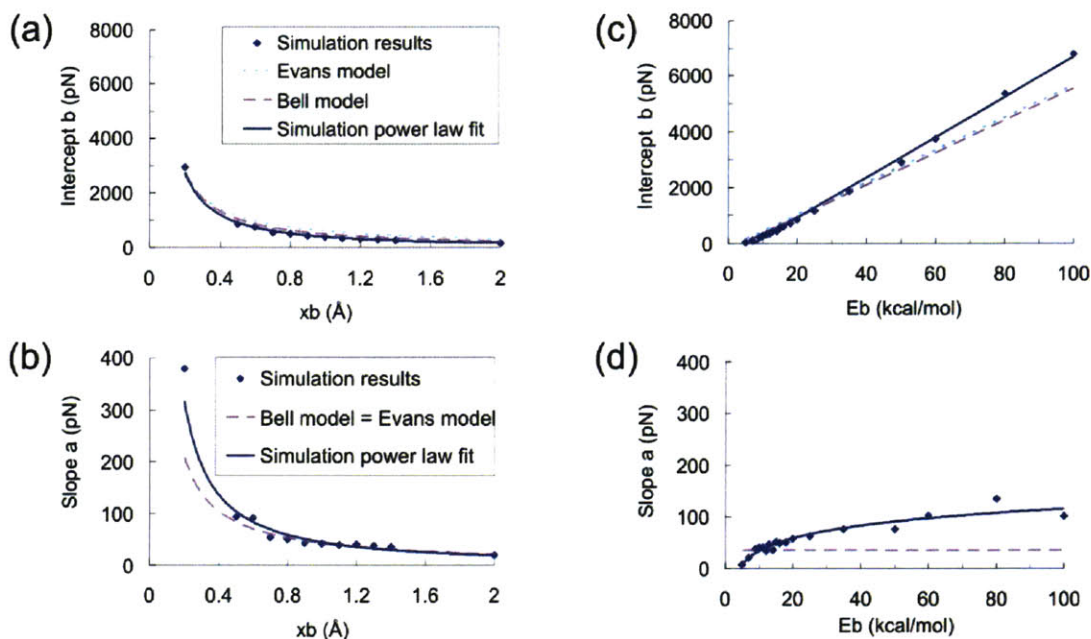 (a)
Intercept b (pN)
8000
6000
4000
2000
0
Simulation results
Evans model
Bell model
Simulation power law fit
0 0.4 0.8 1.2 1.6 2
xb (Å)
(c)
Intercept b (pN)
8000
6000
4000
2000
0
0 20 40 60 80 100
Eb (kcal/mol)
(b)
Slope a (pN)
400
300
200
100
0
Simulation results
Bell model = Evans model
Simulation power law fit
0 0.4 0.8 1.2 1.6 2
xb (Å)
(d)
Slope a (pN)
400
300
200
100
0
0 20 40 60 80 100
Eb (kcal/mol)